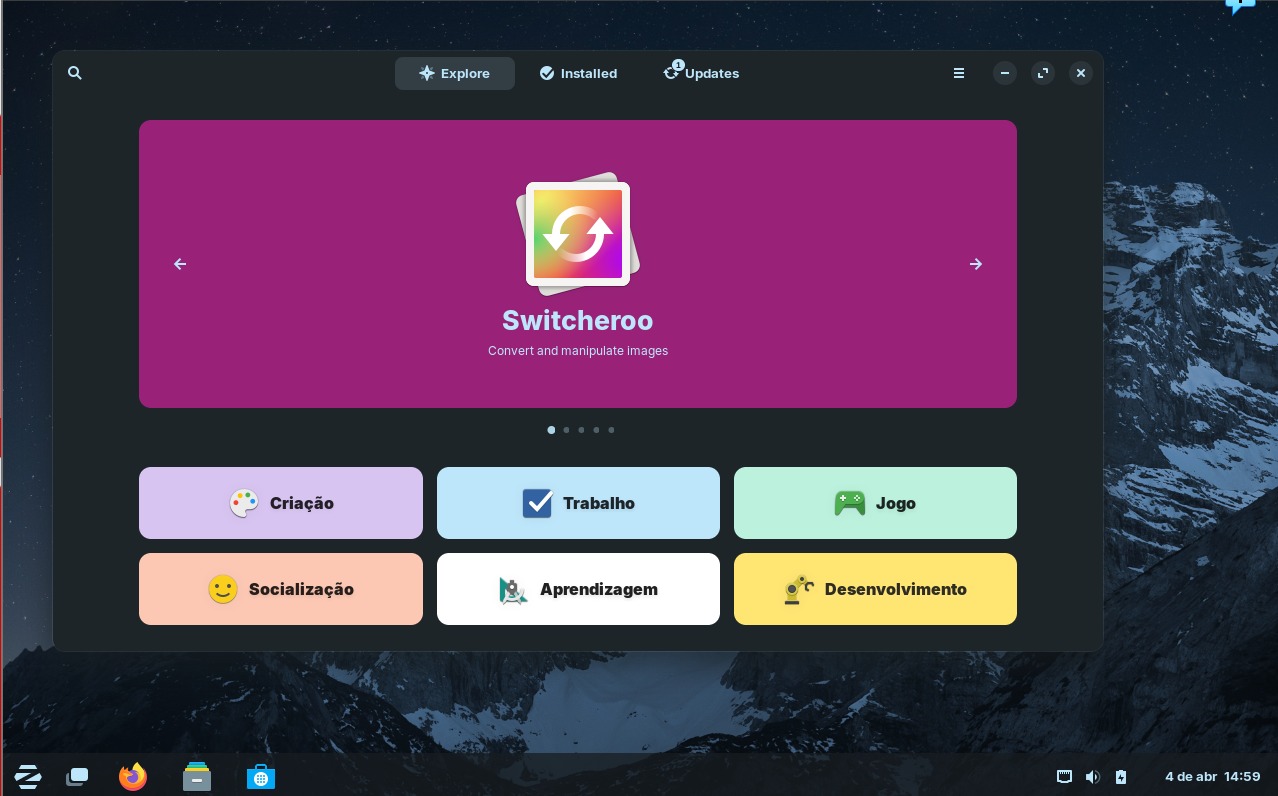 Explore
Installed
1
Updates
Switcheroo
Convert and manipulate images
Criação
Trabalho
Jogo
Socialização
Aprendizagem
Desenvolvimento
4 de abr 14:59